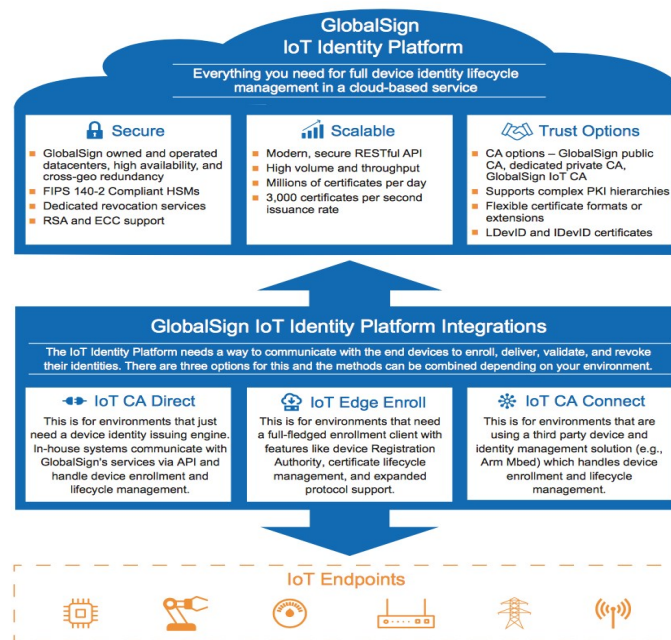 GlobalSign
IoT Identity Platform
Everything you need for full device identity lifecycle
management in a cloud-based service
Secure
GlobalSign owned and operated
datacenters, high availability, and
cross-geo redundancy
FIPS 140-2 Compliant HSMs
Dedicated revocation services
RSA and ECC support
Scalable
Modern, secure RESTful API
High volume and throughput
Millions of certificates per day
3,000 certificates per second
issuance rate
Trust Options
CA options – GlobalSign public
CA, dedicated private CA,
GlobalSign IoT CA
Supports complex PKI hierarchies
Flexible certificate formats or
extensions
LDevID and IDevID certificates
GlobalSign IoT Identity Platform Integrations
The IoT Identity Platform needs a way to communicate with the end devices to enroll, deliver, validate, and revoke
their identities. There are three options for this and the methods can be combined depending on your environment.
IoT CA Direct
This is for environments that just
need a device identity issuing engine.
In-house systems communicate with
GlobalSign's services via API and
handle device enrollment and
lifecycle management.
IoT Edge Enroll
This is for environments that need
a full-fledged enrollment client with
features like device Registration
Authority, certificate lifecycle
management, and expanded
protocol support.
IoT CA Connect
This is for environments that are
using a third party device and
identity management solution (e.g.,
Arm Mbed) which handles device
enrollment and lifecycle
management.
IoT Endpoints